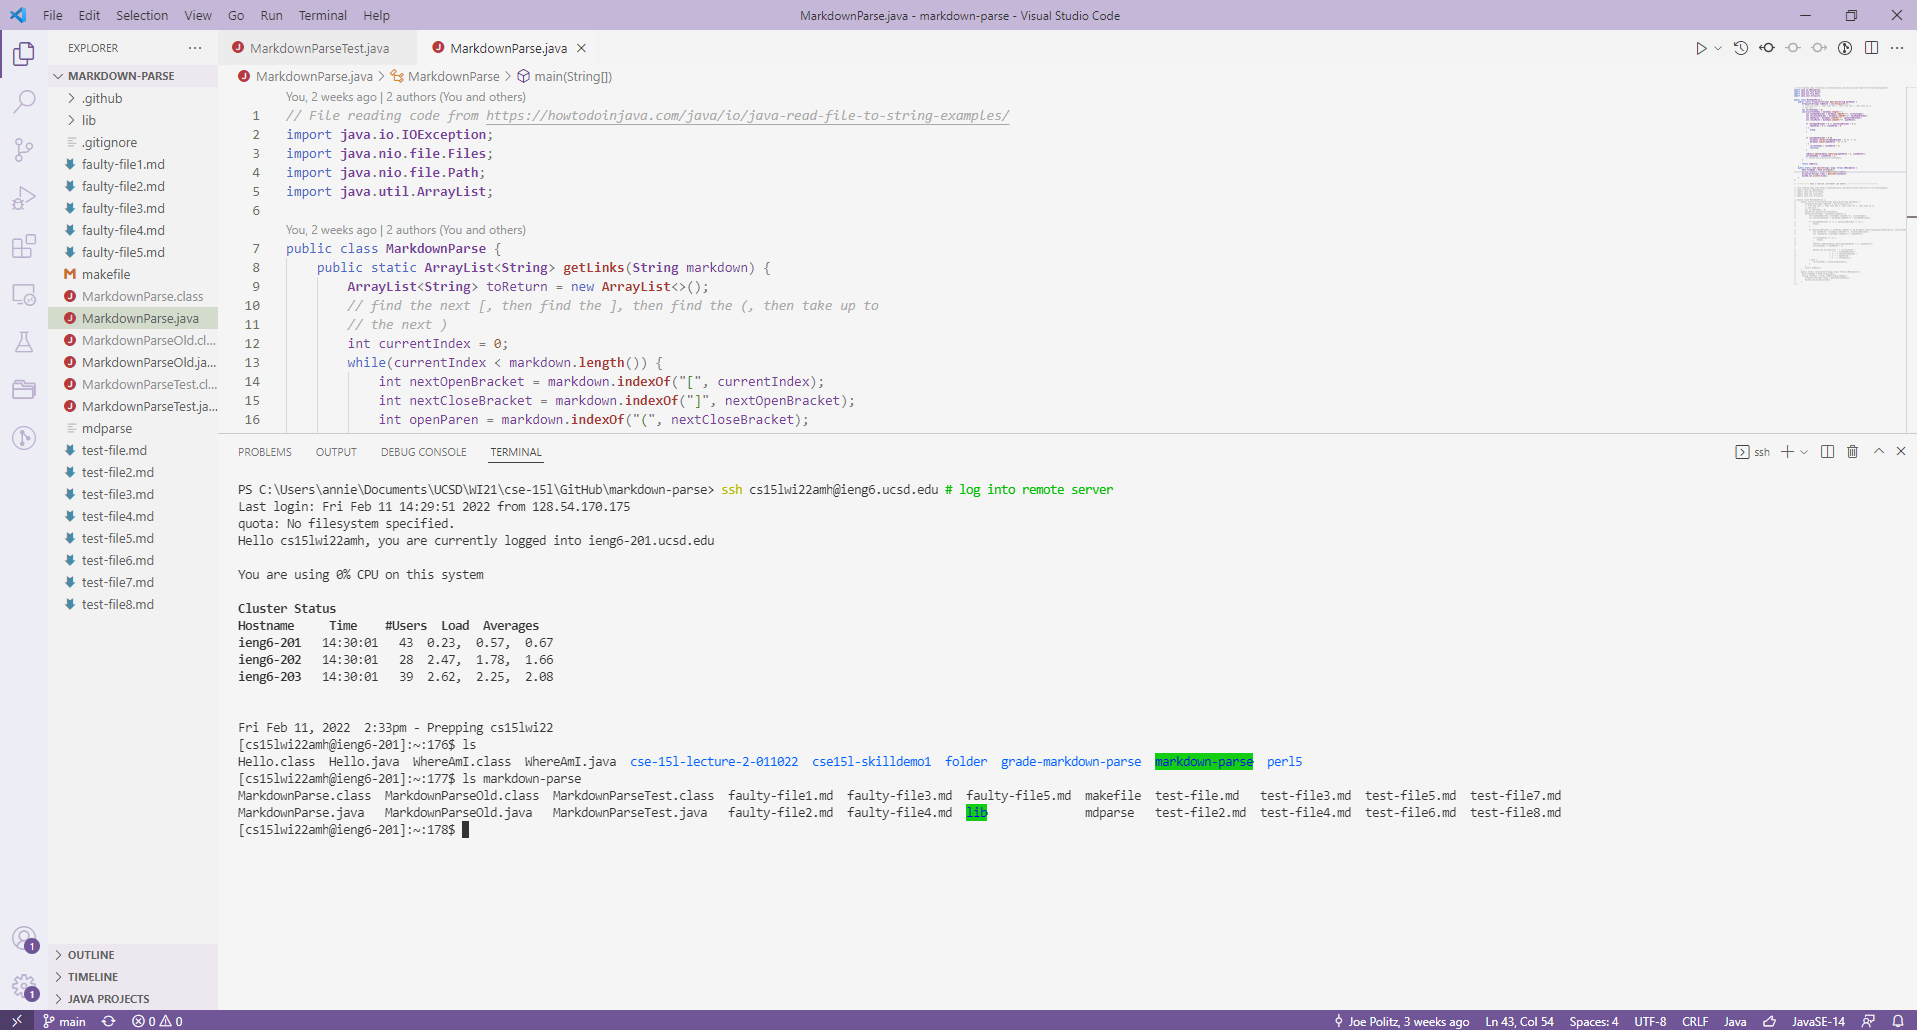 File Edit Selection View Go Run Terminal Help
MarkdownParse.java - markdown-parse - Visual Studio Code
EXPLORER
MARKDOWN-PARSE
.github
lib
.gitignore
faulty-file1.md
faulty-file2.md
faulty-file3.md
faulty-file4.md
faulty-file5.md
makefile
MarkdownParse.class
MarkdownParse.java
MarkdownParseOld.cl...
MarkdownParseOld.ja...
MarkdownParseTest.cl...
MarkdownParseTest.ja...
mdparse
test-file.md
test-file2.md
test-file3.md
test-file4.md
test-file5.md
test-file6.md
test-file7.md
test-file8.md
OUTLINE
TIMELINE
JAVA PROJECTS
1
1
MarkdownParseTest.java MarkdownParse.java
MarkdownParse.java > MarkdownParse > main(String[])
You, 2 weeks ago | 2 authors (You and others)
1 // File reading code from https://howtodoinjava.com/java/io/java-read-file-to-string-examples/
2 import java.io.IOException;
3 import java.nio.file.Files;
4 import java.nio.file.Path;
5 import java.util.ArrayList;
6
You, 2 weeks ago | 2 authors (You and others)
7 public class MarkdownParse {
8 public static ArrayList<String> getLinks(String markdown) {
9 ArrayList<String> toReturn = new ArrayList<>();
10 // find the next [, then find the ], then find the (, then take up to
11 // the next )
12 int currentIndex = 0;
13 while(currentIndex < markdown.length()) {
14 int nextOpenBracket = markdown.indexOf("[", currentIndex);
15 int nextCloseBracket = markdown.indexOf("]", nextOpenBracket);
16 int openParen = markdown.indexOf("(", nextCloseBracket);
PROBLEMS OUTPUT DEBUG CONSOLE TERMINAL
ssh
PS C:\Users\annie\Documents\UCSD\WI21\cse-15l\GitHub\markdown-parse> ssh cs15lwi22amh@ieng6.ucsd.edu # log into remote server
Last login: Fri Feb 11 14:29:51 2022 from 128.54.170.175
quota: No filesystem specified.
Hello cs15lwi22amh, you are currently logged into ieng6-201.ucsd.edu
You are using 0% CPU on this system
Cluster Status
Hostname Time #Users Load Averages
ieng6-201 14:30:01 43 0.23, 0.57, 0.67
ieng6-202 14:30:01 28 2.47, 1.78, 1.66
ieng6-203 14:30:01 39 2.62, 2.25, 2.08
Fri Feb 11, 2022 2:33pm - Prepping cs15lwi22
[cs15lwi22amh@ieng6-201]:~:176$ ls
Hello.class Hello.java WhereAmI.class WhereAmI.java cse-15l-lecture-2-011022 cse15l-skilldemo1 folder grade-markdown-parse markdown-parse perl5
[cs15lwi22amh@ieng6-201]:~:177$ ls markdown-parse
MarkdownParse.class MarkdownParseOld.class MarkdownParseTest.class faulty-file1.md faulty-file3.md faulty-file5.md makefile test-file.md test-file3.md test-file5.md test-file7.md
MarkdownParse.java MarkdownParseOld.java MarkdownParseTest.java faulty-file2.md faulty-file4.md lib mdparse test-file2.md test-file4.md test-file6.md test-file8.md
[cs15lwi22amh@ieng6-201]:~:178$
main 0 0 Joe Politz, 3 weeks ago Ln 43, Col 54 Spaces: 4 UTF-8 CRLF Java JavaSE-14